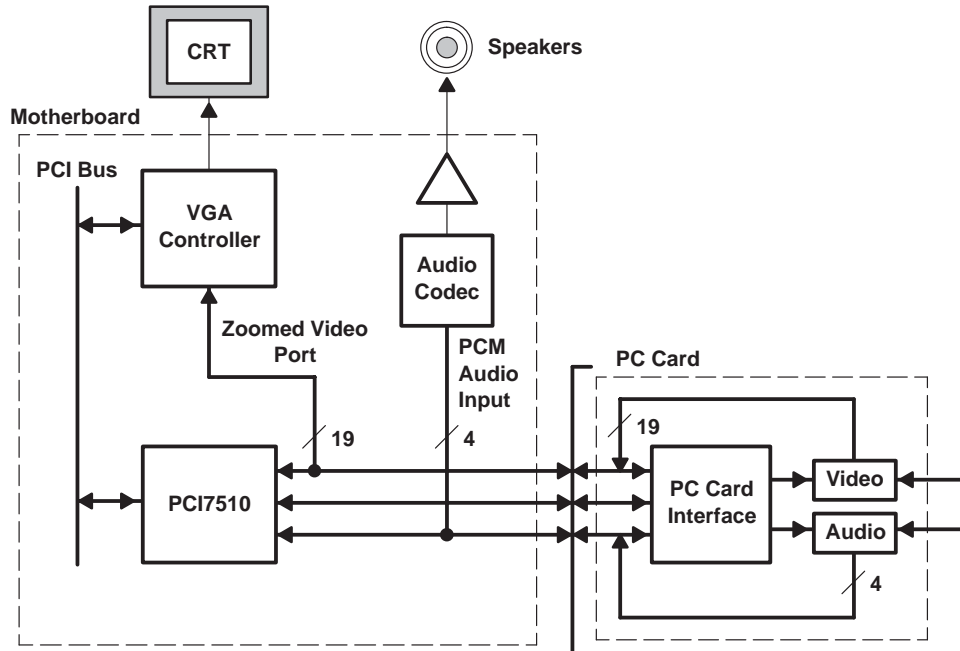 CRT
Speakers
Motherboard
PCI Bus
VGA
Controller
Audio
Codec
Zoomed Video
Port
PCM
Audio
Input
PC Card
19
4
19
PCI7510
PC Card
Interface
Video
Audio
4